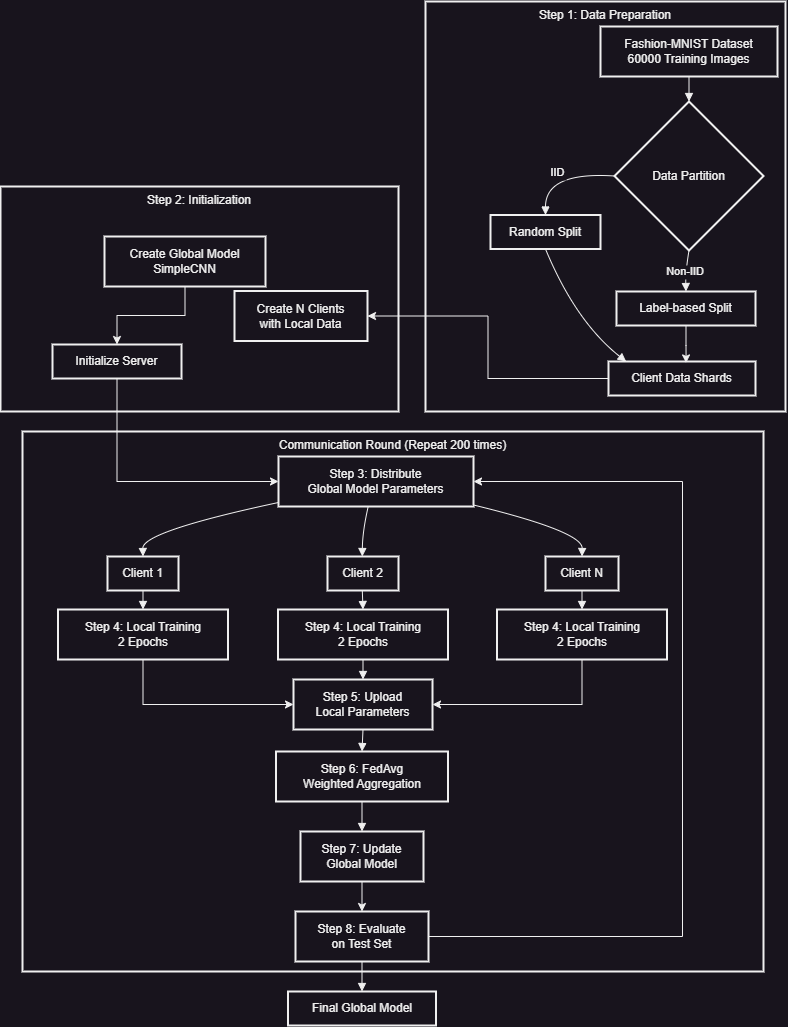 Step 1: Data Preparation
Fashion-MNIST Dataset
60000 Training Images
Data Partition
IID
Random Split
Non-IID
Label-based Split
Client Data Shards
Step 2: Initialization
Create Global Model
SimpleCNN
Create N Clients
with Local Data
Initialize Server
Communication Round (Repeat 200 times)
Step 3: Distribute
Global Model Parameters
Client 1
Client 2
Client N
Step 4: Local Training
2 Epochs
Step 4: Local Training
2 Epochs
Step 4: Local Training
2 Epochs
Step 5: Upload
Local Parameters
Step 6: FedAvg
Weighted Aggregation
Step 7: Update
Global Model
Step 8: Evaluate
on Test Set
Final Global Model